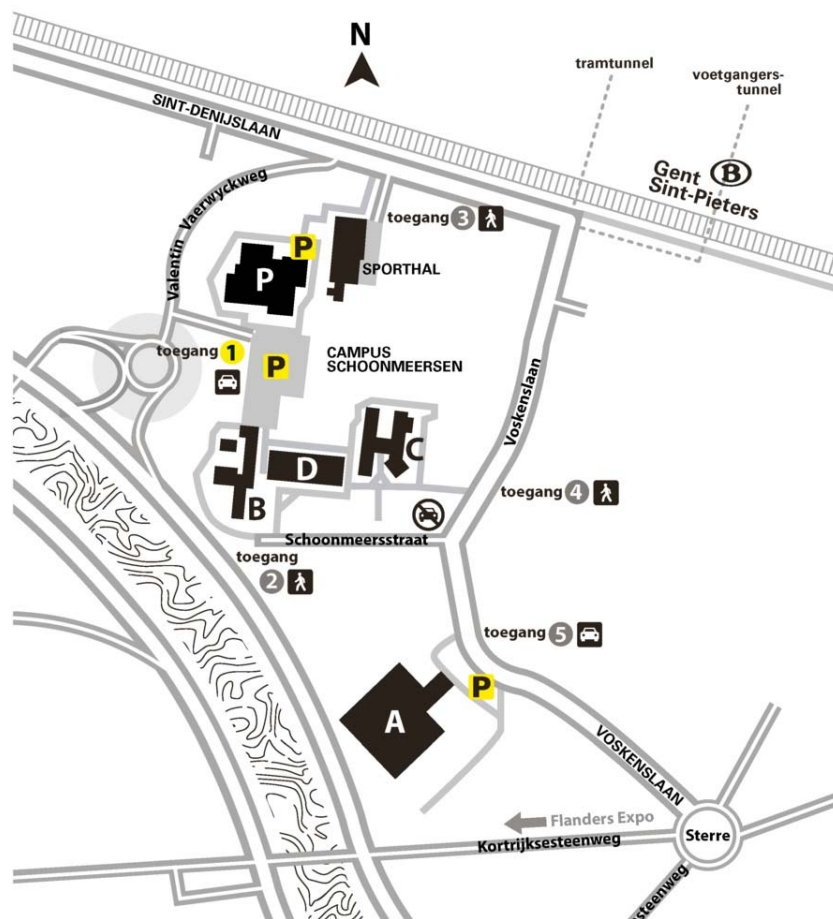 N
tramtunnel
voetgangers-
tunnel
SINT-DENIJSLAAN
Gent B
Sint-Pieters
Valentin Vaerwyckweg
toegang 3
P
P
SPORTHAL
toegang 1
CAMPUS
SCHOONMEERSEN
P
Voskenslaan
C
D
B
toegang 4
Schoonmeersstraat
toegang
2
toegang 5
P
A
VOSKENSLAAN
Flanders Expo
Kortrijksesteenweg
Sterre
steenweg